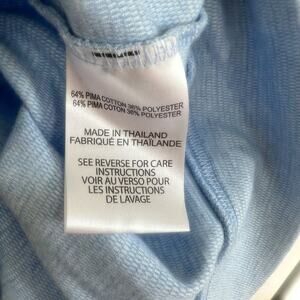 64% PIMA COTTON 36% POLYESTER
64% PIMA COTON 36% POLYESTER
MADE IN THAILAND
FABRIQUÉ EN THAÏLANDE
SEE REVERSE FOR CARE
INSTRUCTIONS
VOIR AU VERSO POUR
LES INSTRUCTIONS
DE LAVAGE